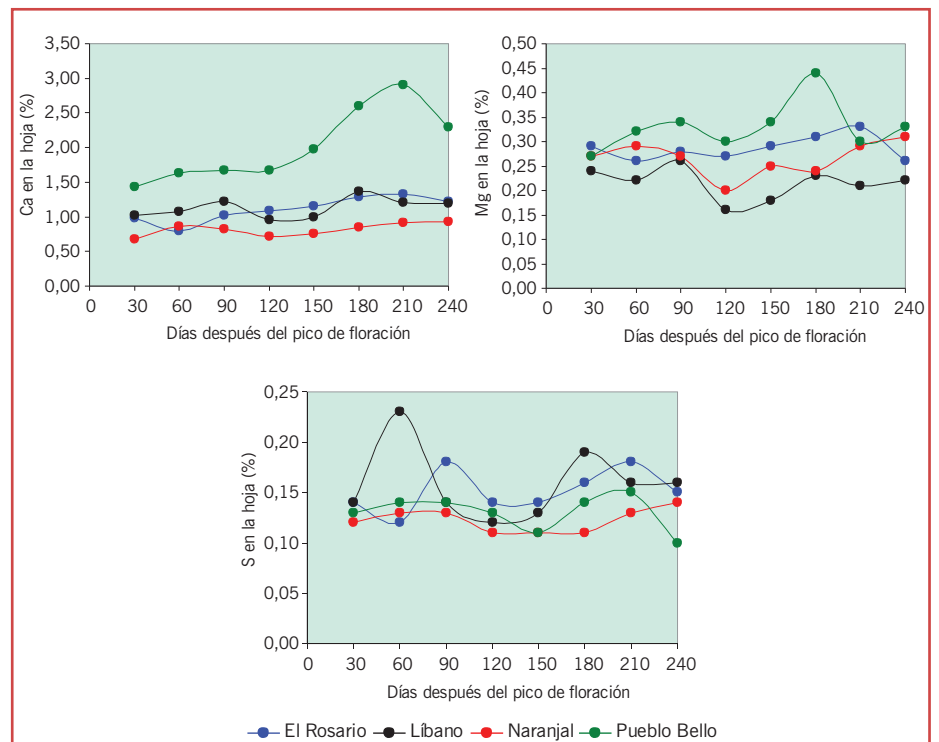 Ca en la hoja (%)
3,50
3,00
2,50
2,00
1,50
1,00
0,50
0,00
0 30 60 90 120 150 180 210 240
Días después del pico de floración
Mg en la hoja (%)
0,50
0,45
0,40
0,35
0,30
0,25
0,20
0,15
0,10
0,05
0,00
0 30 60 90 120 150 180 210 240
Días después del pico de floración
S en la hoja (%)
0,25
0,20
0,15
0,10
0,05
0,00
0 30 60 90 120 150 180 210 240
Días después del pico de floración
El Rosario Líbano Naranjal Pueblo Bello